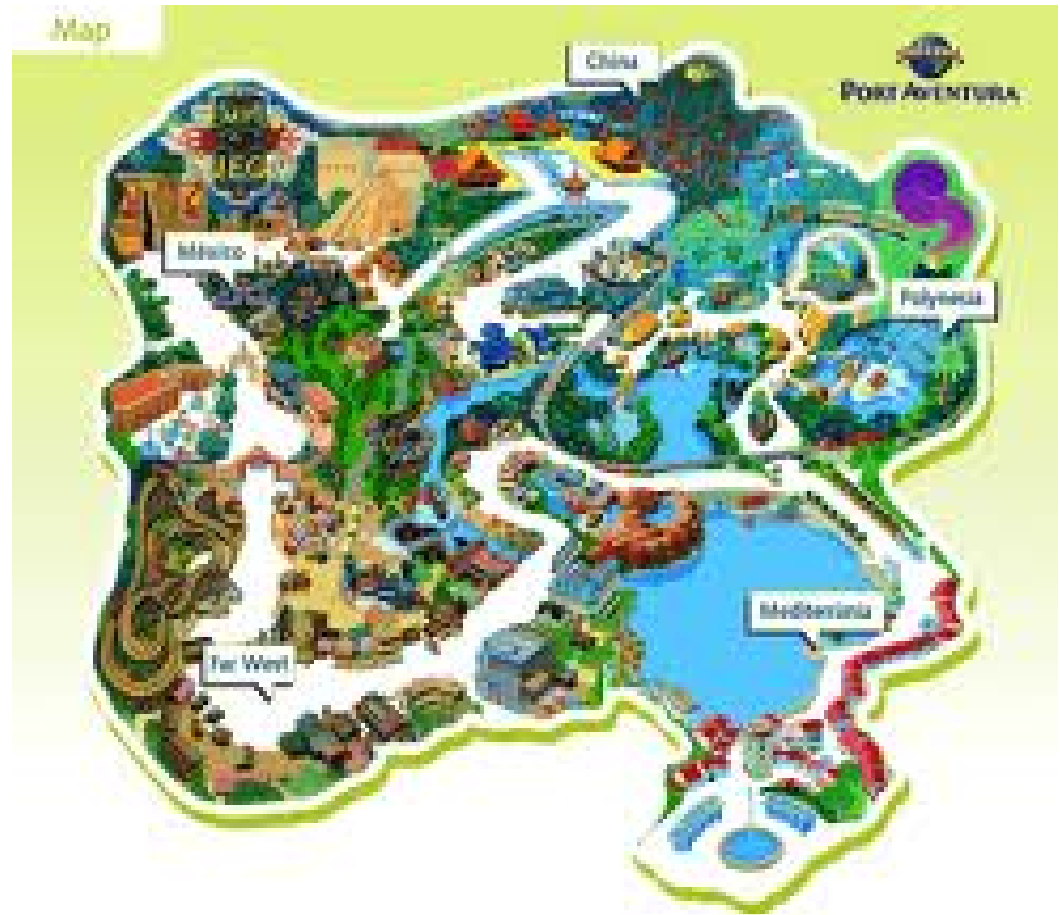 Map
China
PORT AVENTURA
México
Polynesia
Mediterrània
Far West